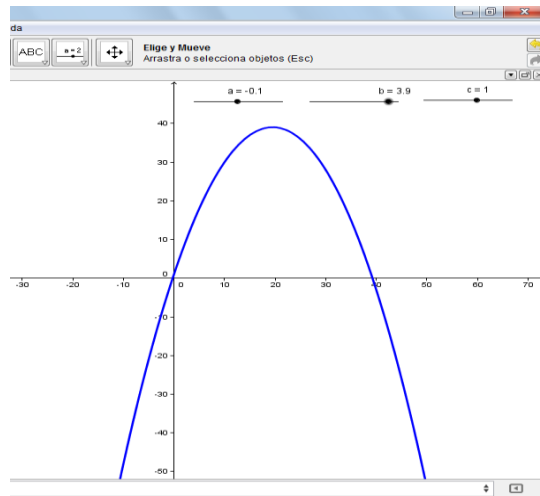 da
ABC
a = 2
Elige y Mueve
Arrastra o selecciona objetos (Esc)
a = -0.1
b = 3.9
c = 1
40
30
20
10
0
-30
-20
-10
0
10
20
30
40
50
60
70
-10
-20
-30
-40
-50